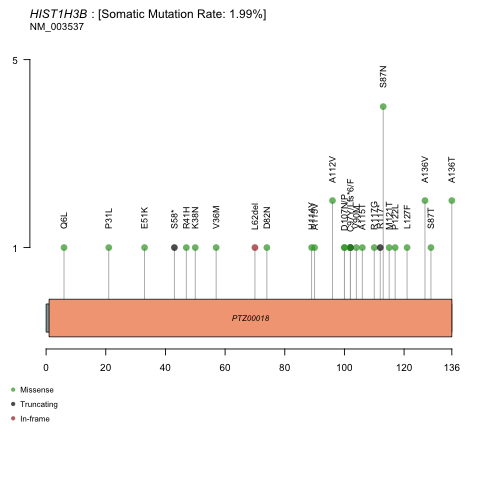 HIST1H3B : [Somatic Mutation Rate: 1.99%]
NM_003537
5
1
Q6L
P31L
E51K
S58*
R41H
K38N
V36M
L62del
D82N
A112V
A115T
R117G
M121T
P122L
L127F
S87N
A136V
S87T
A136T
PTZ00018
0
20
40
60
80
100
120
136
Missense
Truncating
In-frame